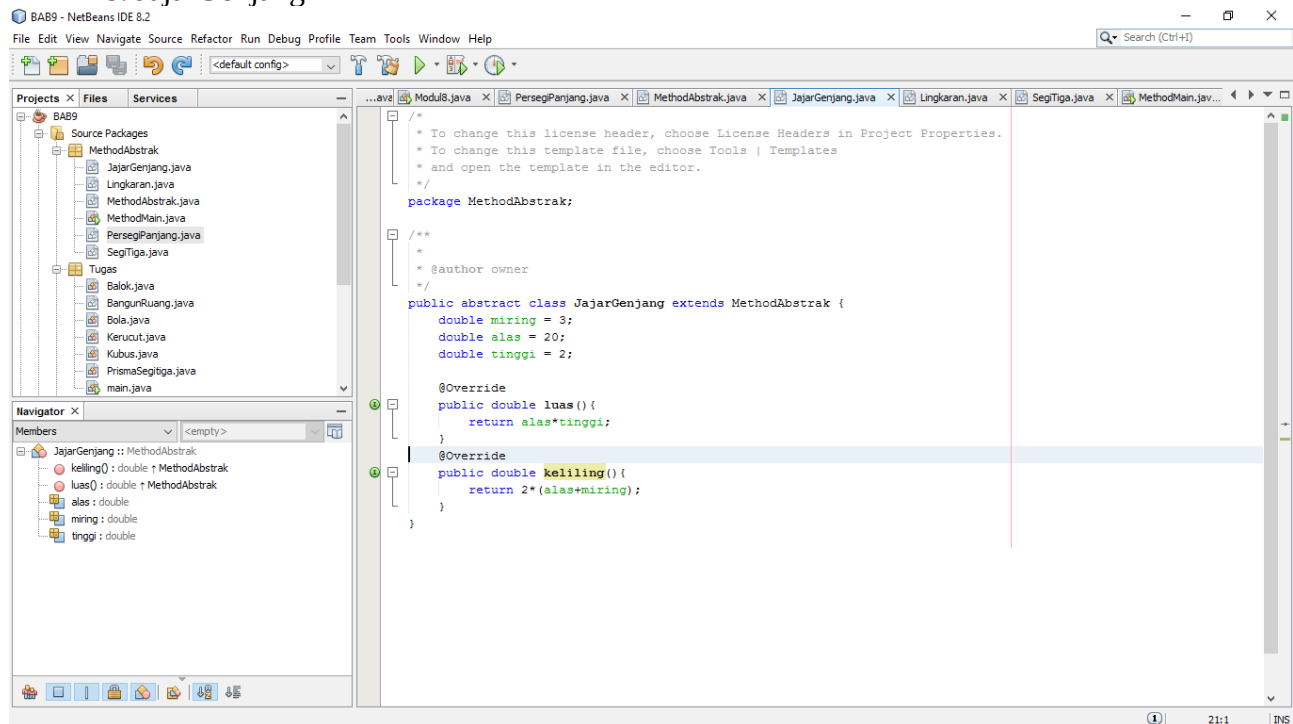 BAB9 - NetBeans IDE 8.2
File Edit View Navigate Source Refactor Run Debug Profile Team Tools Window Help
Search (Ctrl+I)
<default config>
Projects Files Services
BAB9
Source Packages
MethodAbstrak
JajarGenjang.java
Lingkaran.java
MethodAbstrak.java
MethodMain.java
PersegiPanjang.java
SegiTiga.java
Tugas
Balok.java
BangunRuang.java
Bola.java
Kerucut.java
Kubus.java
PrismaSegitiga.java
main.java
Navigator
Members <empty>
JajarGenjang :: MethodAbstrak
keliling() : double ↑ MethodAbstrak
luas() : double ↑ MethodAbstrak
alas : double
miring : double
tinggi : double
...ava Modul8.java PersegiPanjang.java MethodAbstrak.java JajarGenjang.java Lingkaran.java SegiTiga.java MethodMain.jav...
/*
* To change this license header, choose License Headers in Project Properties.
* To change this template file, choose Tools | Templates
* and open the template in the editor.
*/
package MethodAbstrak;
/**
*
* @author owner
*/
public abstract class JajarGenjang extends MethodAbstrak {
double miring = 3;
double alas = 20;
double tinggi = 2;
@Override
public double luas(){
return alas*tinggi;
}
@Override
public double keliling(){
return 2*(alas+miring);
}
}
1 21:1 INS